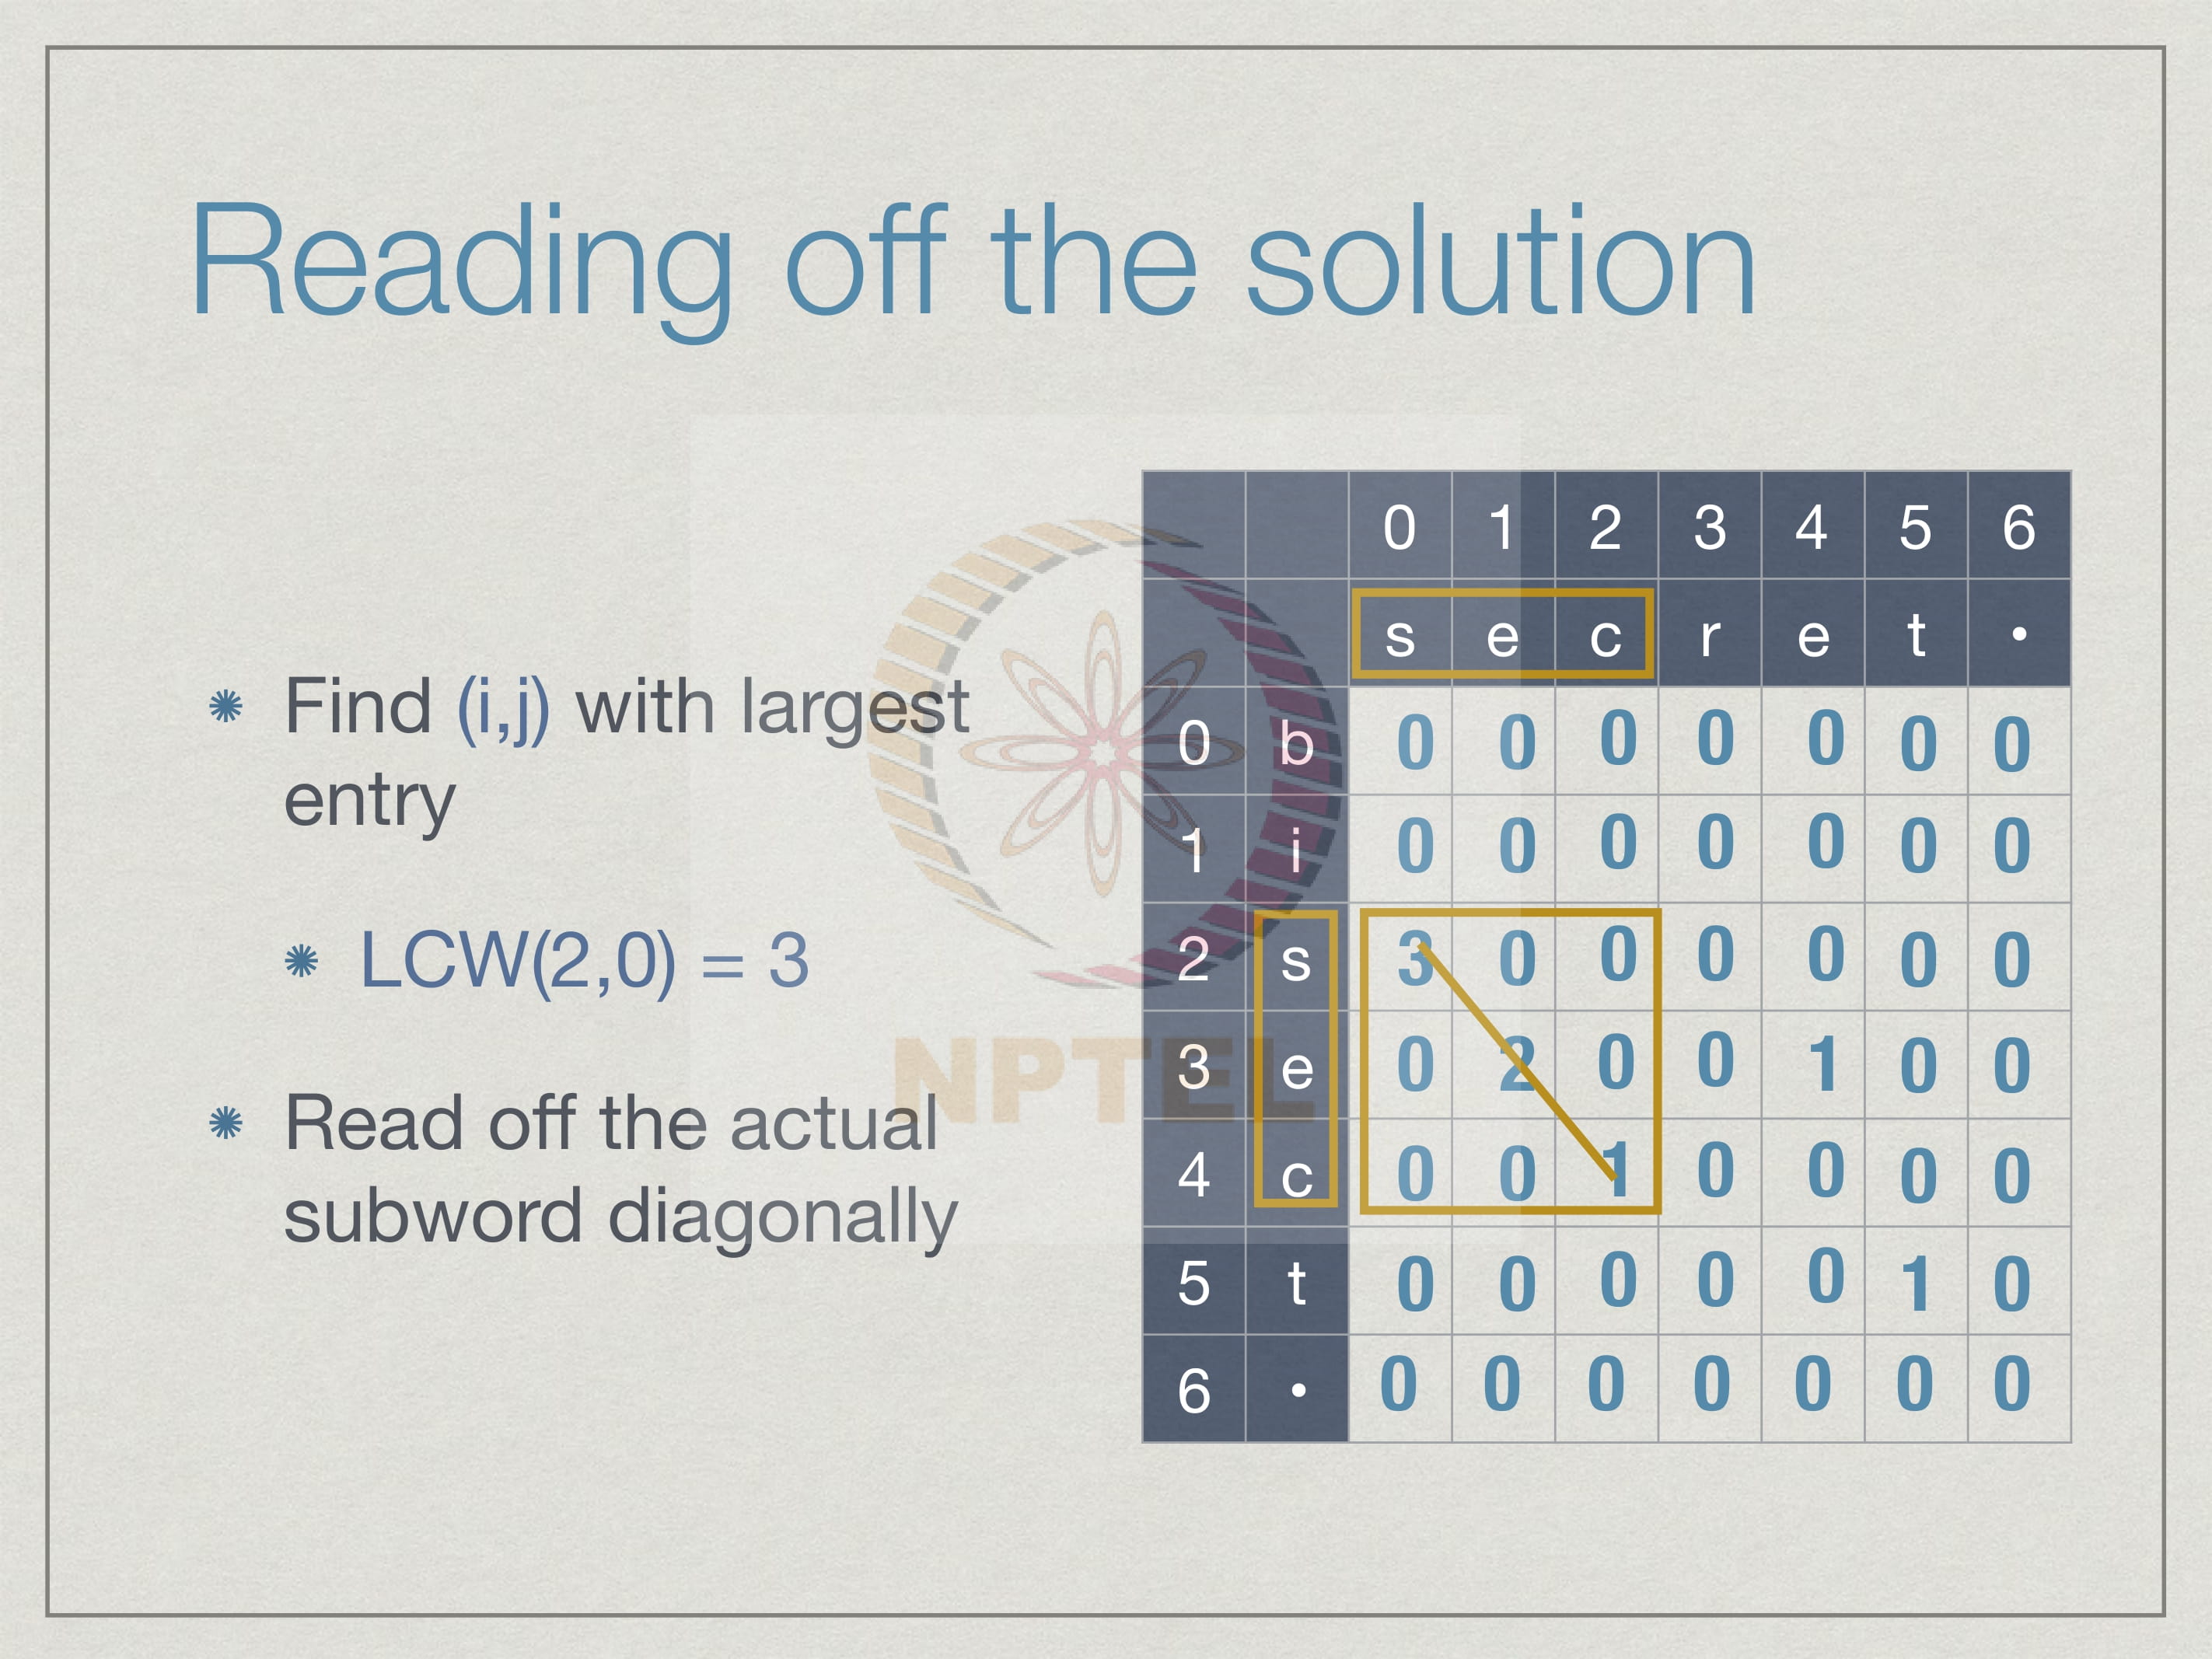 Reading off the solution
Find (i,j) with largest
entry
LCW(2,0) = 3
Read off the actual
subword diagonally
NPTEL
0 1 2 3 4 5 6
s e c r e t •
0 b 0 0 0 0 0 0 0
1 i 0 0 0 0 0 0 0
2 s 3 0 0 0 0 0 0
3 e 0 2 0 0 1 0 0
4 c 0 0 1 0 0 0 0
5 t 0 0 0 0 0 1 0
6 • 0 0 0 0 0 0 0